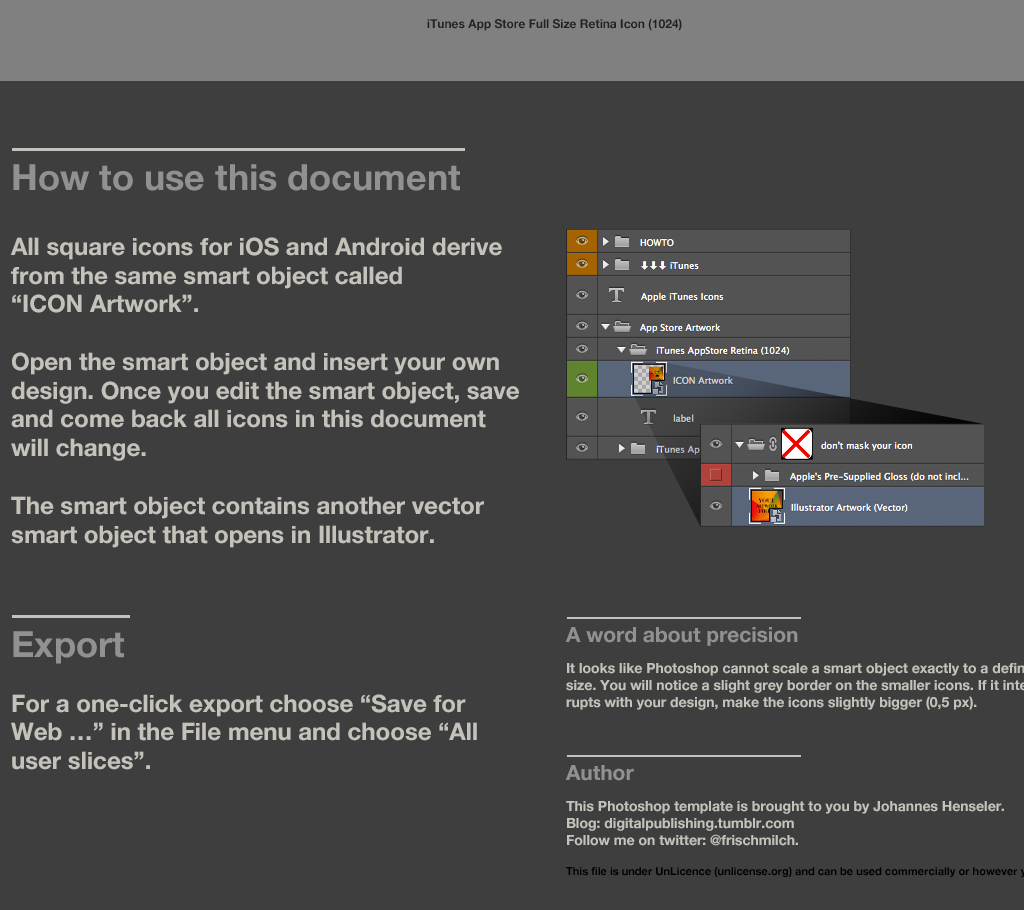 iTunes App Store Full Size Retina Icon (1024)
How to use this document
All square icons for iOS and Android derive
from the same smart object called
“ICON Artwork”.
Open the smart object and insert your own
design. Once you edit the smart object, save
and come back all icons in this document
will change.
The smart object contains another vector
smart object that opens in Illustrator.
HOWTO
↓↓↓ iTunes
Apple iTunes Icons
App Store Artwork
iTunes AppStore Retina (1024)
ICON Artwork
label
iTunes Ap
don't mask your icon
Apple's Pre-Supplied Gloss (do not incl...
Illustrator Artwork (Vector)
Export
For a one-click export choose “Save for
Web …” in the File menu and choose “All
user slices”.
A word about precision
It looks like Photoshop cannot scale a smart object exactly to a defin
size. You will notice a slight grey border on the smaller icons. If it inte
rupts with your design, make the icons slightly bigger (0,5 px).
Author
This Photoshop template is brought to you by Johannes Henseler.
Blog: digitalpublishing.tumblr.com
Follow me on twitter: @frischmilch.
This file is under UnLicence (unlicense.org) and can be used commercially or however y